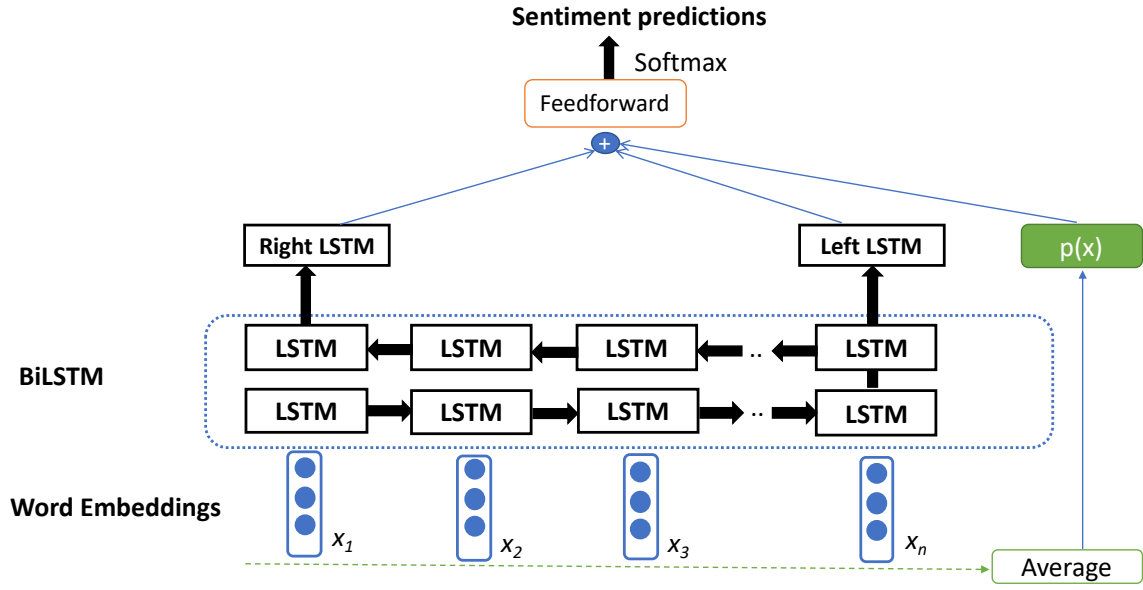 Sentiment predictions
Softmax
Feedforward
+
Right LSTM
Left LSTM
p(x)
LSTM LSTM LSTM .. LSTM
BiLSTM
LSTM LSTM LSTM .. LSTM
Word Embeddings
x1 x2 x3 xn
Average